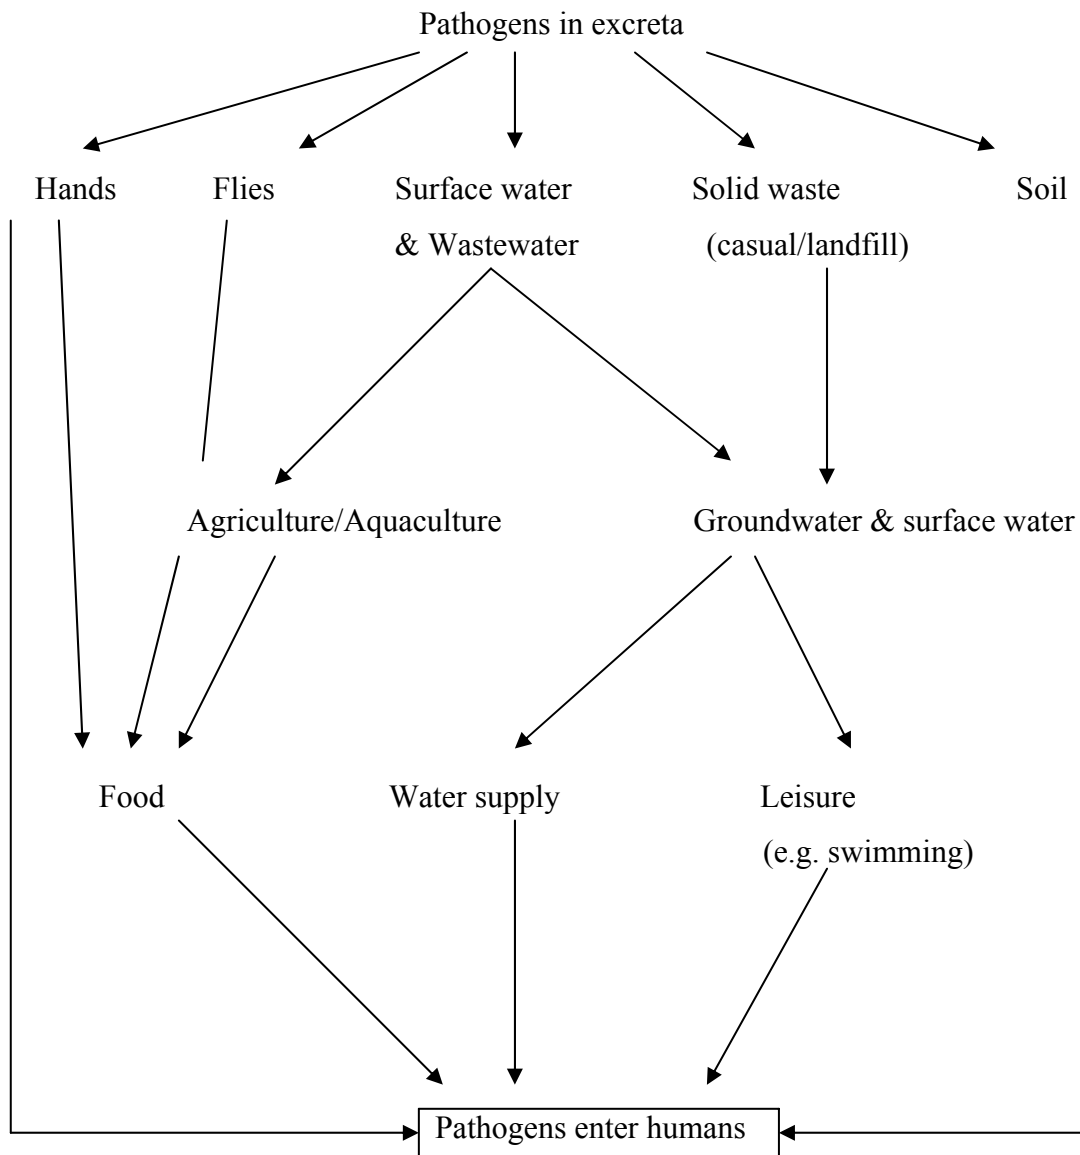 Pathogens in excreta
Hands
Flies
Surface water
& Wastewater
Solid waste
(casual/landfill)
Soil
Agriculture/Aquaculture
Groundwater & surface water
Food
Water supply
Leisure
(e.g. swimming)
Pathogens enter humans